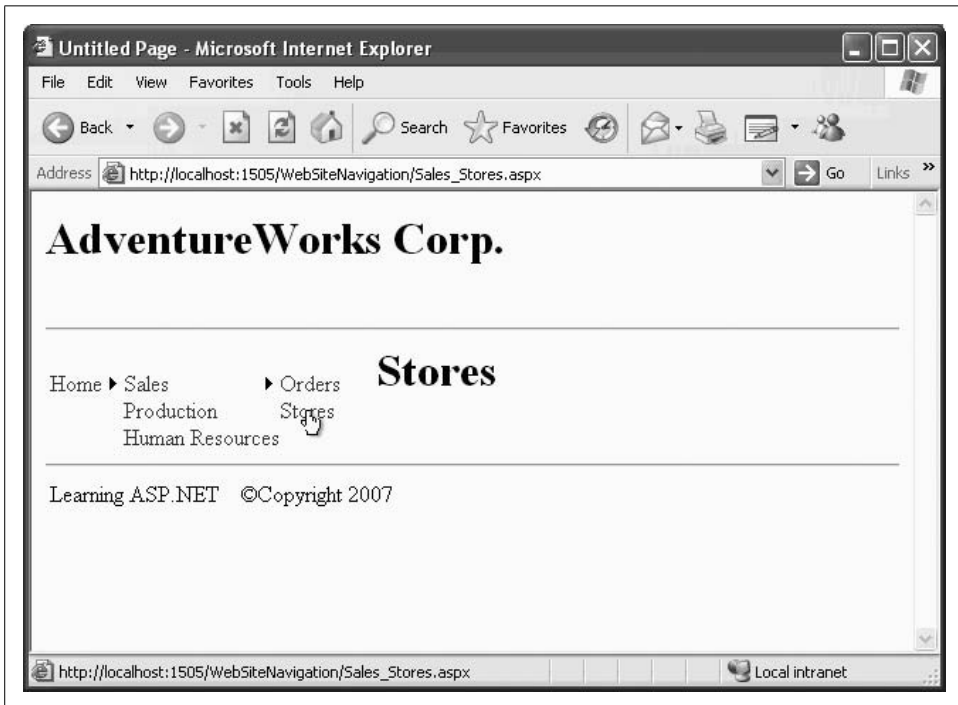 Untitled Page - Microsoft Internet Explorer
File Edit View Favorites Tools Help
Back Search Favorites
Address http://localhost:1505/WebSiteNavigation/Sales_Stores.aspx Go Links »
AdventureWorks Corp.
Stores
Home Sales Orders
Production Stores
Human Resources
Learning ASP.NET ©Copyright 2007
http://localhost:1505/WebSiteNavigation/Sales_Stores.aspx Local intranet